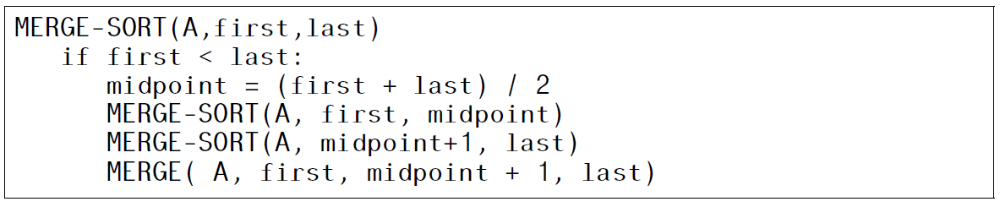 MERGE-SORT(A,first,last)
if first < last:
midpoint = (first + last) / 2
MERGE-SORT(A, first, midpoint)
MERGE-SORT(A, midpoint+1, last)
MERGE( A, first, midpoint + 1, last)